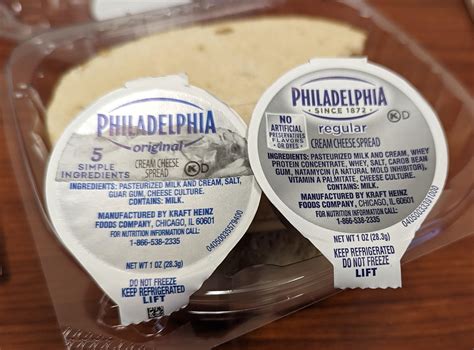 PHILADELPHIA
original
5
SIMPLE
INGREDIENTS
CREAM CHEESE SPREAD
K D
INGREDIENTS: PASTEURIZED MILK AND CREAM, SALT,
GUAR GUM, CHEESE CULTURE.
CONTAINS: MILK.
MANUFACTURED BY KRAFT HEINZ
FOODS COMPANY, CHICAGO, IL 60601
FOR NUTRITION INFORMATION CALL:
1-866-538-2335
NET WT 1 OZ (28.3g)
KEEP REFRIGERATED
DO NOT FREEZE
LIFT
PHILADELPHIA
SINCE 1872
regular
NO
ARTIFICIAL
PRESERVATIVES
FLAVORS
OR DYES
CREAM CHEESE SPREAD
K D
INGREDIENTS: PASTEURIZED MILK AND CREAM, WHEY
PROTEIN CONCENTRATE, WHEY, SALT, CAROB BEAN
GUM, NATAMYCIN (A NATURAL MOLD INHIBITOR),
VITAMIN A PALMITATE, CHEESE CULTURE.
CONTAINS: MILK.
MANUFACTURED BY KRAFT HEINZ
FOODS COMPANY, CHICAGO, IL 60601
FOR NUTRITION INFORMATION CALL:
1-866-538-2335
NET WT 1 OZ (28.3g)
KEEP REFRIGERATED
DO NOT FREEZE
LIFT